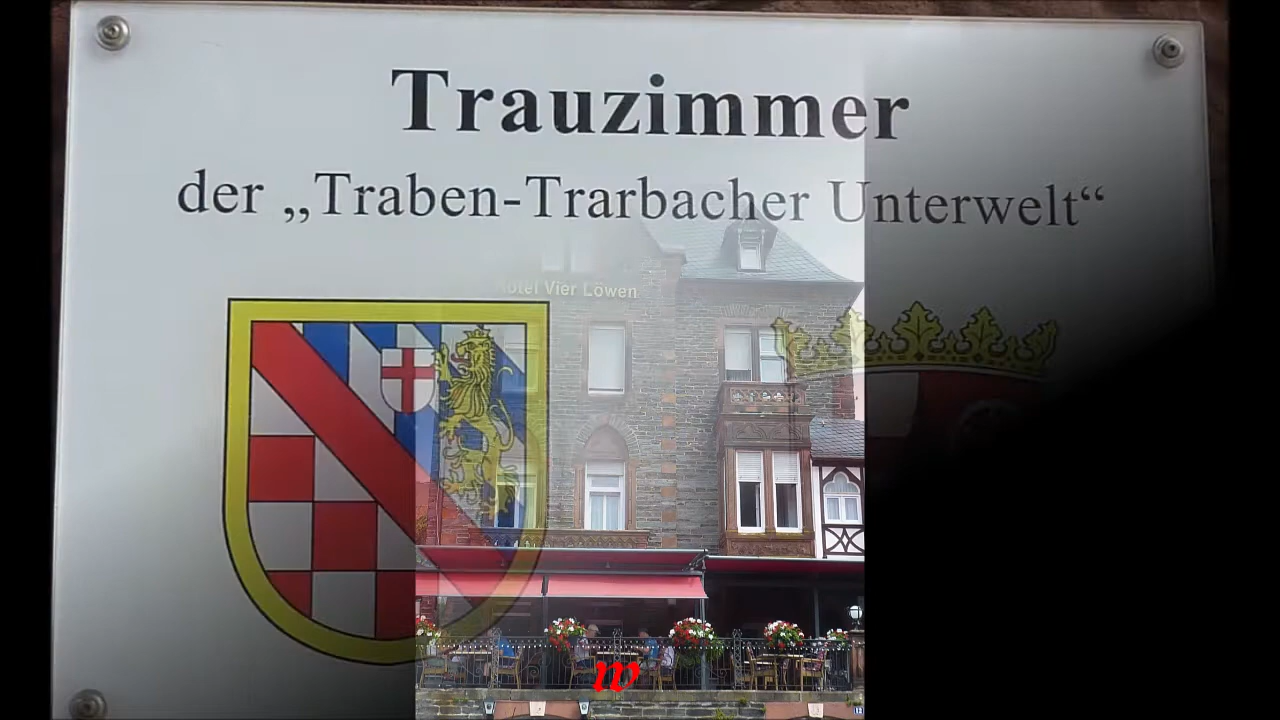 Trauzimmer
der „Traben-Trarbacher Unterwelt“
Hotel Vier Löwen
w